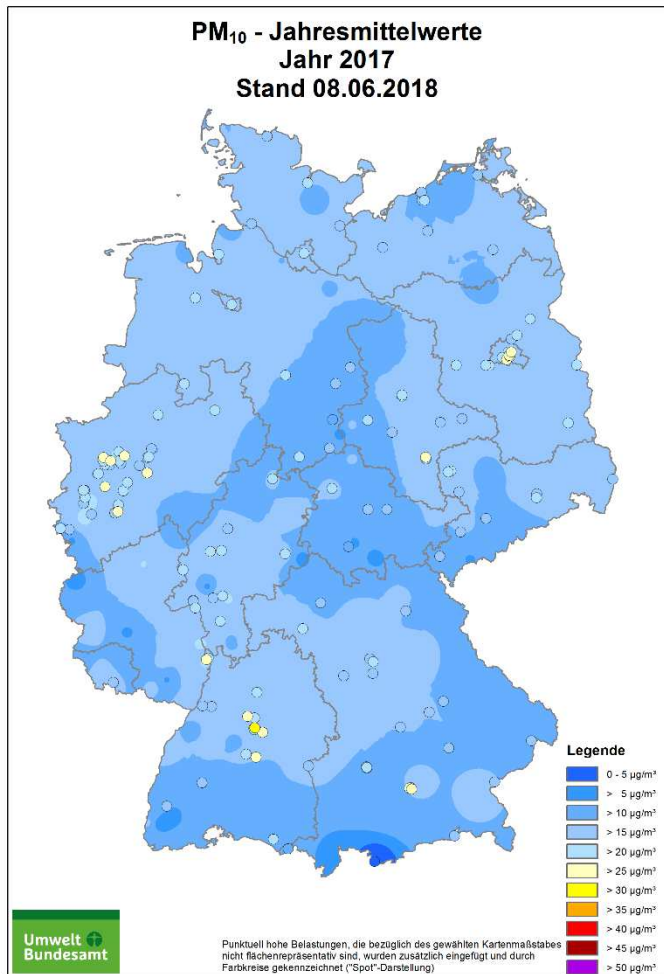 PM₁₀ - Jahresmittelwerte
Jahr 2017
Stand 08.06.2018
Legende
0 - 5 µg/m³
> 5 µg/m³
> 10 µg/m³
> 15 µg/m³
> 20 µg/m³
> 25 µg/m³
> 30 µg/m³
> 35 µg/m³
> 40 µg/m³
> 45 µg/m³
> 50 µg/m³
Umwelt
Bundesamt
Punktuell hohe Belastungen, die bezüglich des gewählten Kartenmaßstabes
nicht flächenrepräsentativ sind, wurden zusätzlich eingefügt und durch
Farbkreise gekennzeichnet ("Spot"-Darstellung)